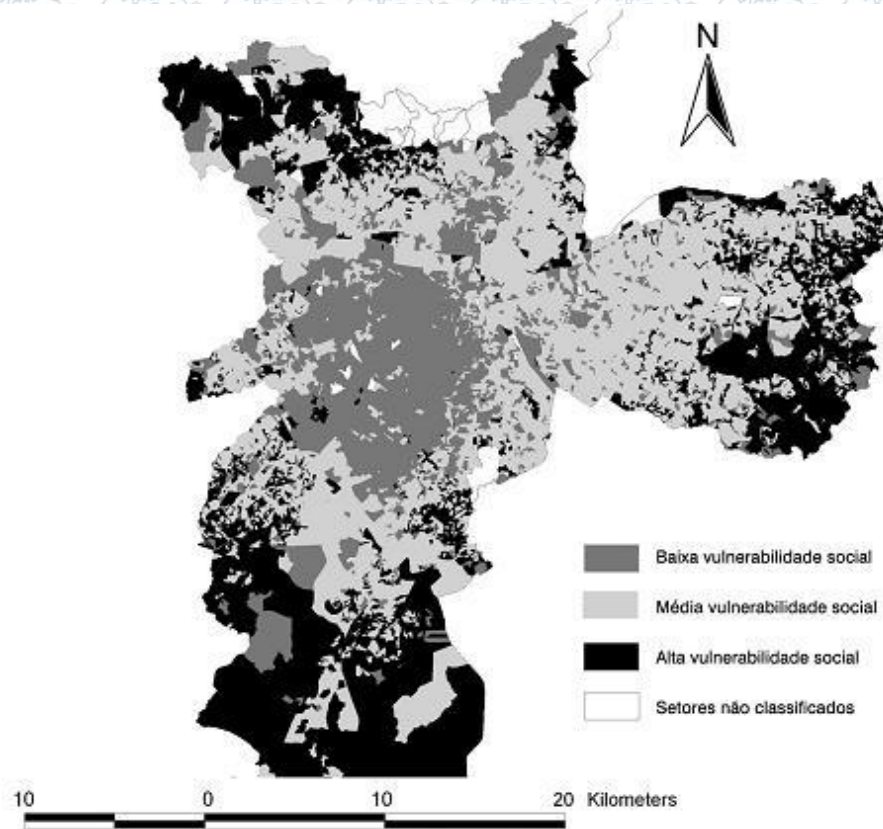 N
Baixa vulnerabilidade social
Média vulnerabilidade social
Alta vulnerabilidade social
Setores não classificados
10 0 10 20 Kilometers